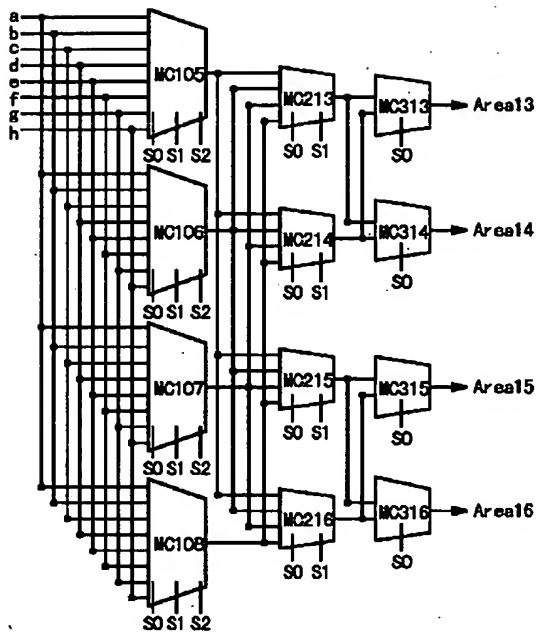 a
b
c
d
e
f
g
h
MC105
S0 S1 S2
MC213
S0 S1
MC313
S0
Area13
MC106
S0 S1 S2
MC214
S0 S1
MC314
S0
Area14
MC107
S0 S1 S2
MC215
S0 S1
MC315
S0
Area15
MC108
S0 S1 S2
MC216
S0 S1
MC316
S0
Area16